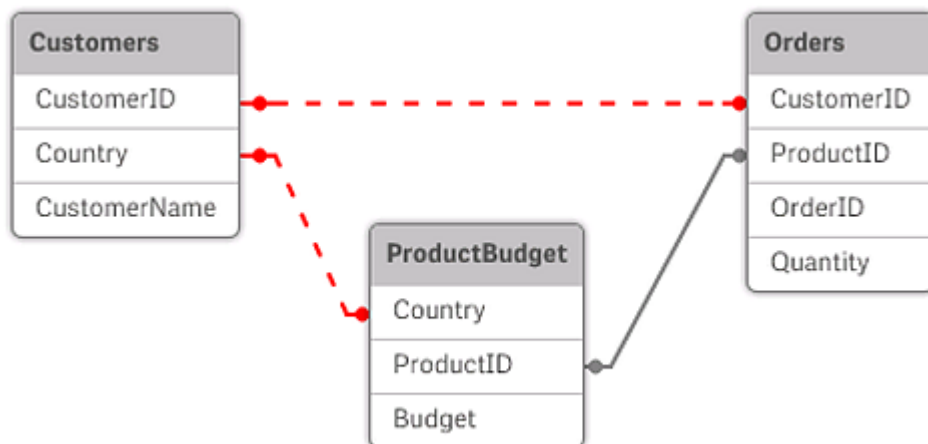 Customers
CustomerID
Country
CustomerName
ProductBudget
Country
ProductID
Budget
Orders
CustomerID
ProductID
OrderID
Quantity